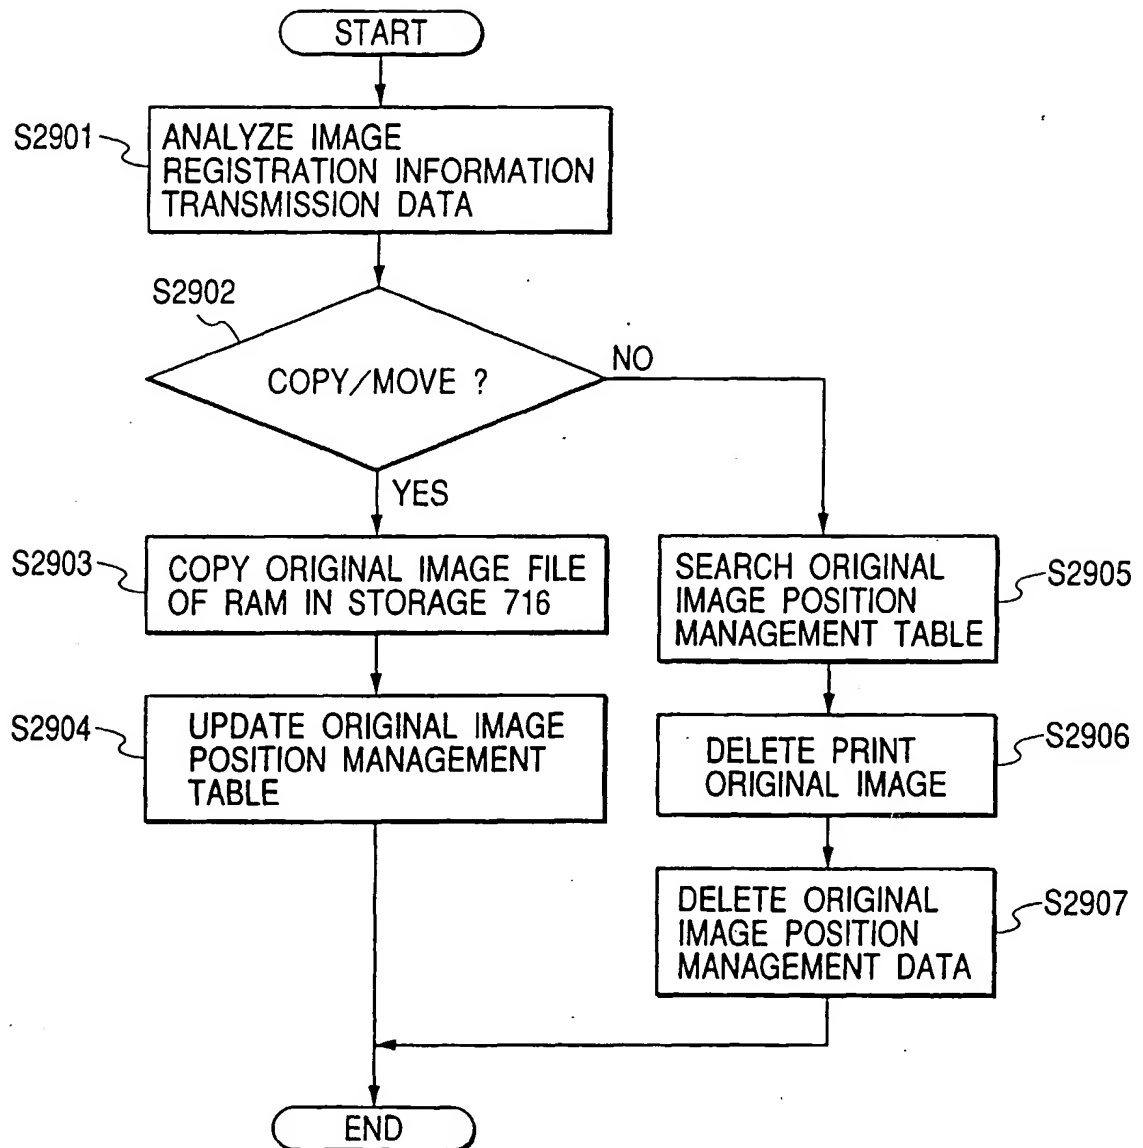 START
S2901
ANALYZE IMAGE
REGISTRATION INFORMATION
TRANSMISSION DATA
S2902
COPY/MOVE ?
NO
YES
S2903
COPY ORIGINAL IMAGE FILE
OF RAM IN STORAGE 716
S2904
UPDATE ORIGINAL IMAGE
POSITION MANAGEMENT
TABLE
SEARCH ORIGINAL
IMAGE POSITION
MANAGEMENT TABLE
S2905
DELETE PRINT
ORIGINAL IMAGE
S2906
DELETE ORIGINAL
IMAGE POSITION
MANAGEMENT DATA
S2907
END